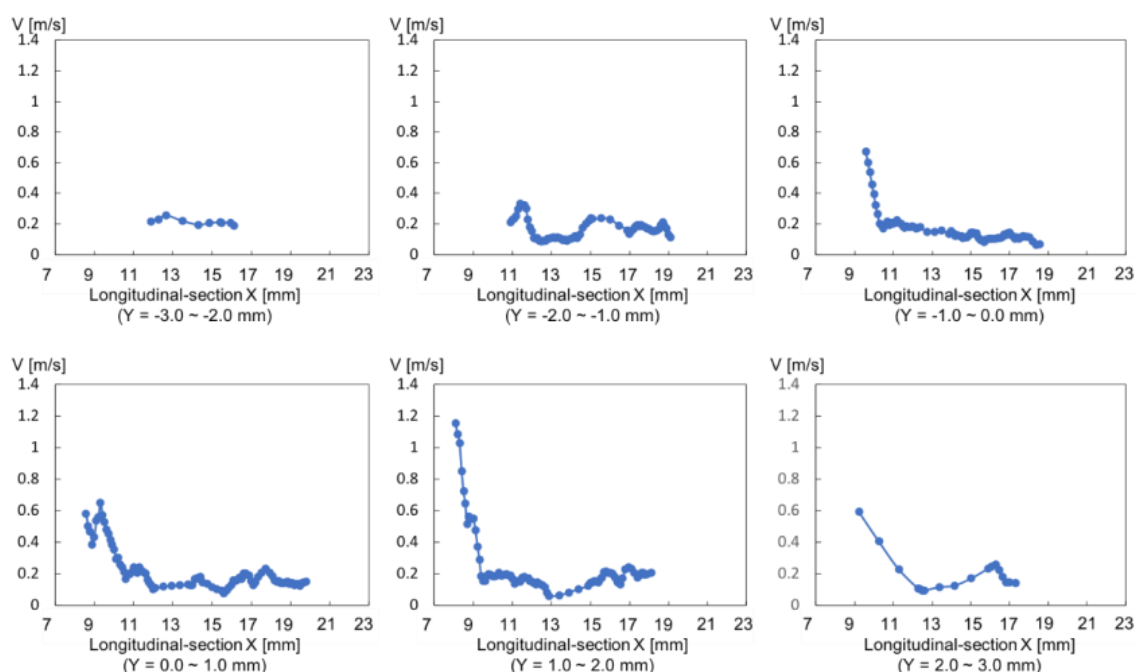 V [m/s]
1.4
1.2
1
0.8
0.6
0.4
0.2
0
7 9 11 13 15 17 19 21 23
Longitudinal-section X [mm]
(Y = -3.0 ~ -2.0 mm)
V [m/s]
1.4
1.2
1
0.8
0.6
0.4
0.2
0
7 9 11 13 15 17 19 21 23
Longitudinal-section X [mm]
(Y = -2.0 ~ -1.0 mm)
V [m/s]
1.4
1.2
1
0.8
0.6
0.4
0.2
0
7 9 11 13 15 17 19 21 23
Longitudinal-section X [mm]
(Y = -1.0 ~ 0.0 mm)
V [m/s]
1.4
1.2
1
0.8
0.6
0.4
0.2
0
7 9 11 13 15 17 19 21 23
Longitudinal-section X [mm]
(Y = 0.0 ~ 1.0 mm)
V [m/s]
1.4
1.2
1
0.8
0.6
0.4
0.2
0
7 9 11 13 15 17 19 21 23
Longitudinal-section X [mm]
(Y = 1.0 ~ 2.0 mm)
V [m/s]
1.4
1.2
1
0.8
0.6
0.4
0.2
0
7 9 11 13 15 17 19 21 23
Longitudinal-section X [mm]
(Y = 2.0 ~ 3.0 mm)